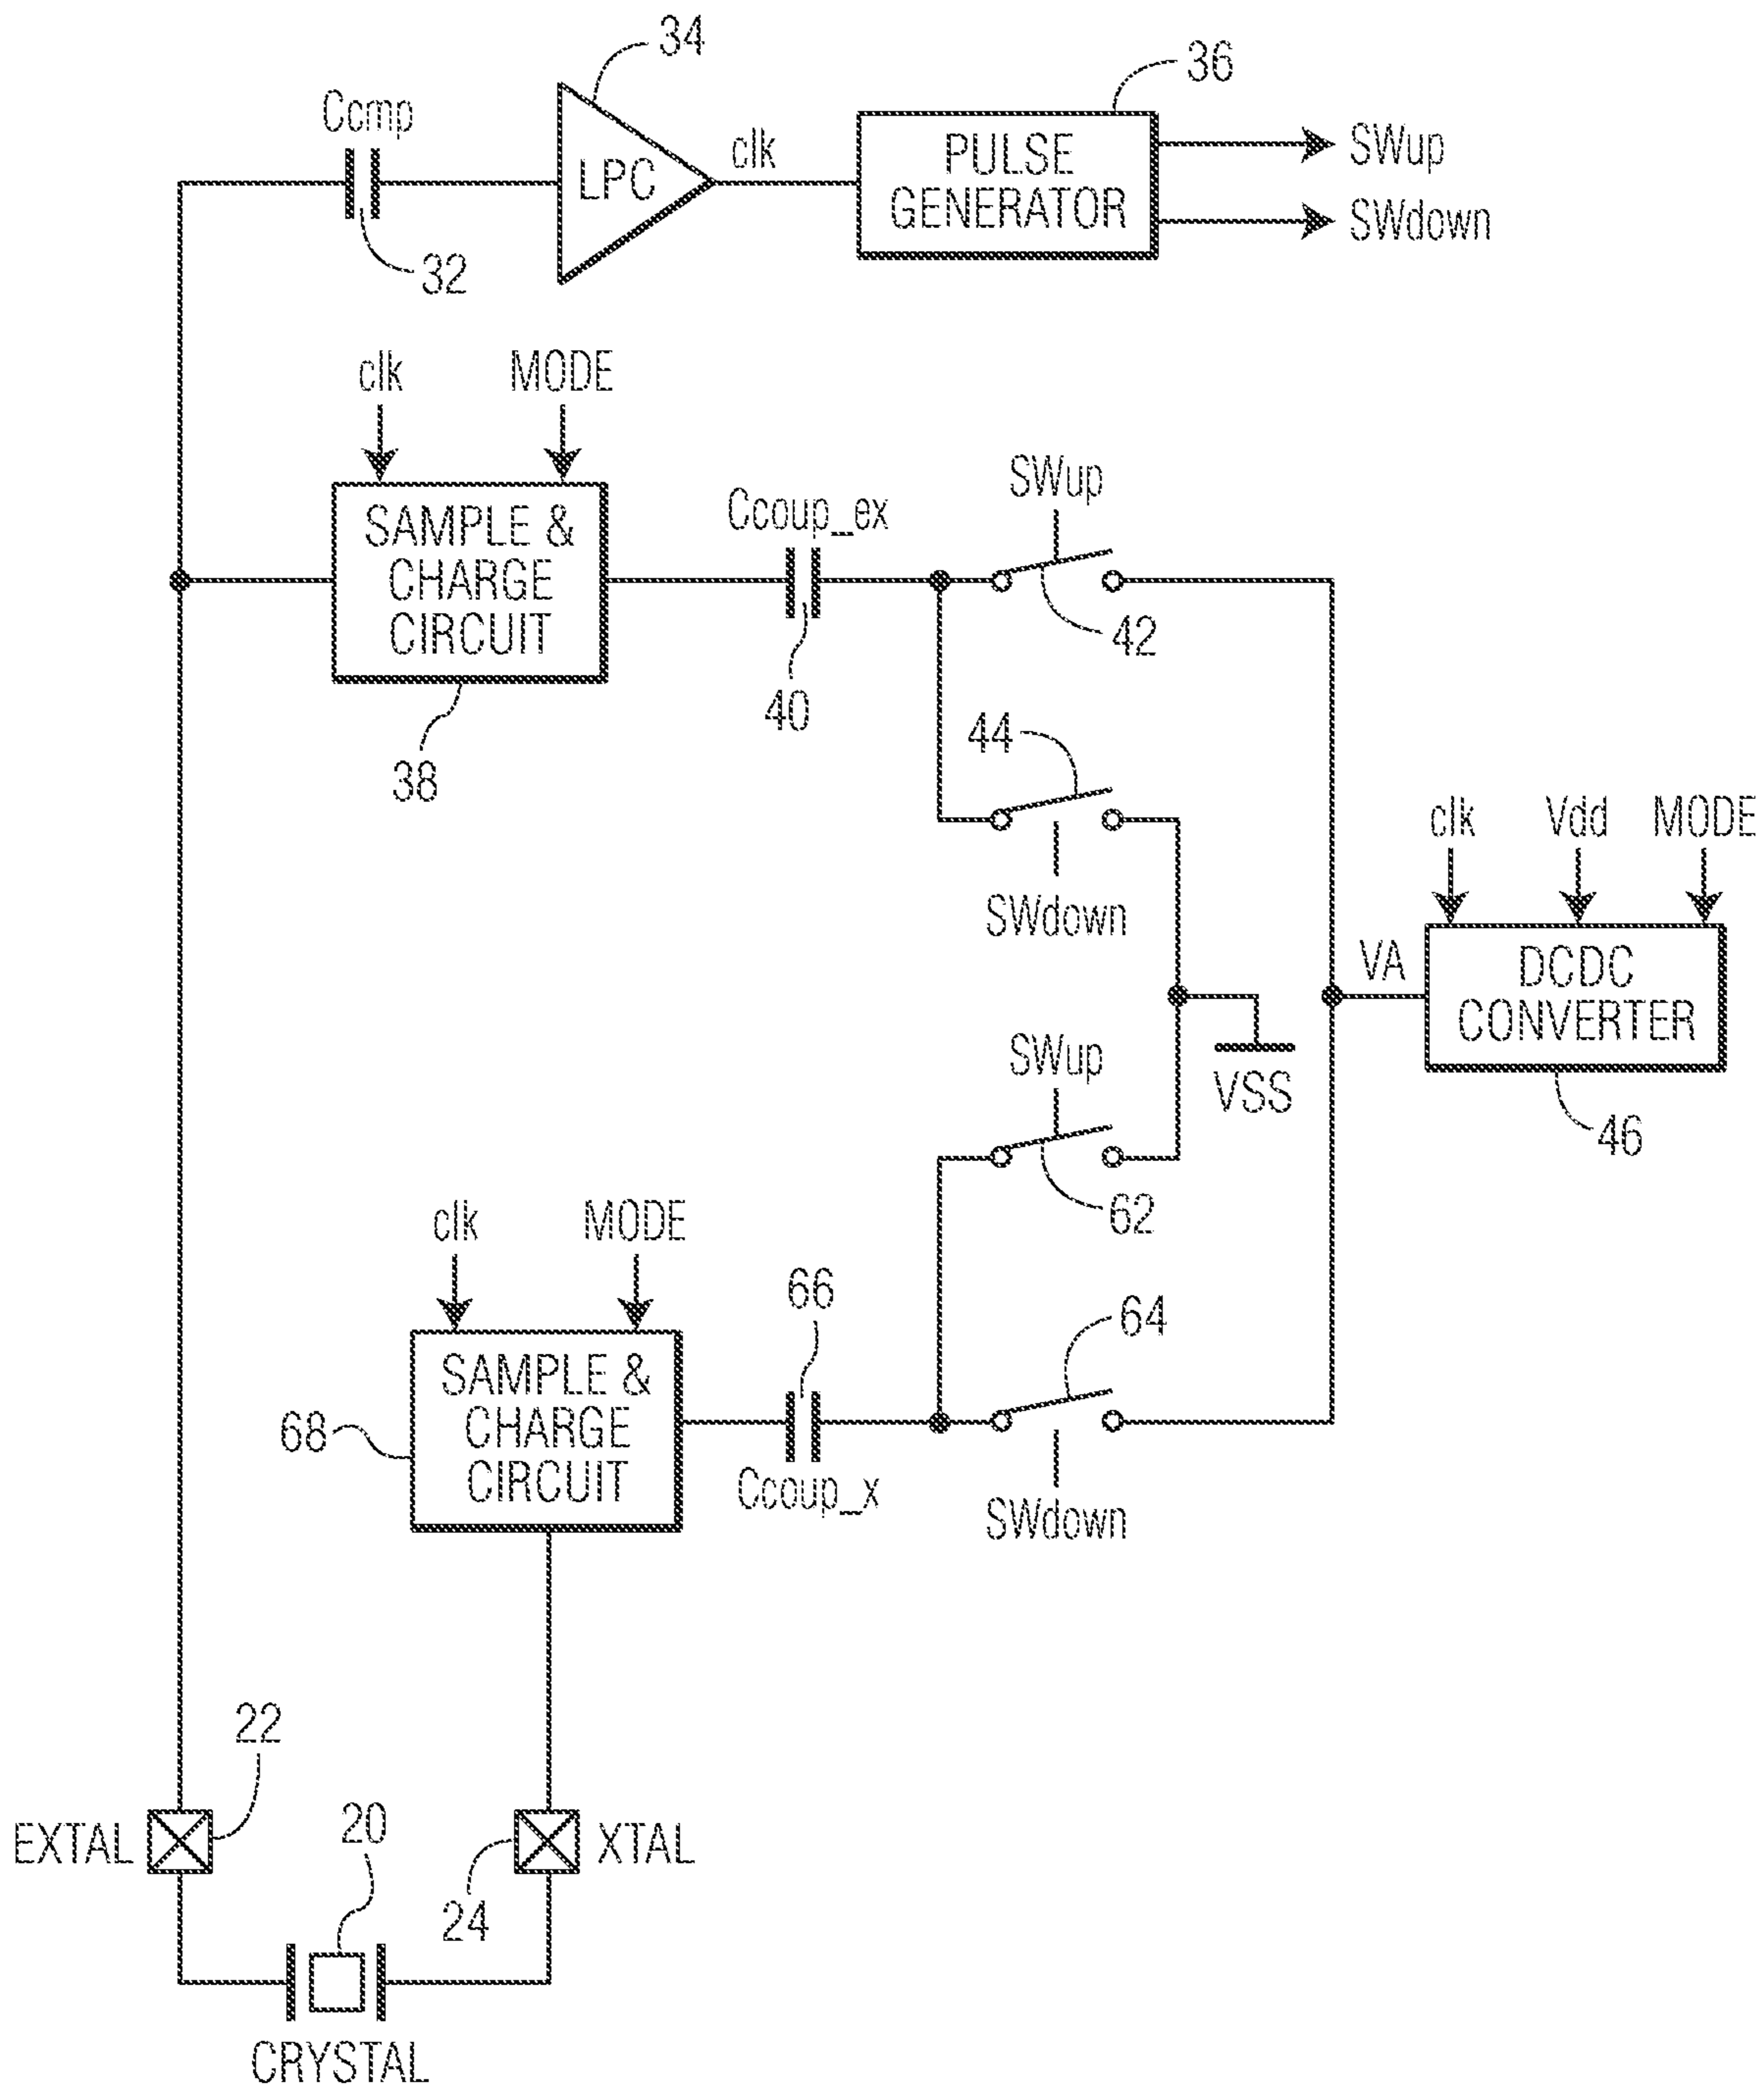 34
36
Ccmp
LPC
clk
PULSE
GENERATOR
SWup
SWdown
32
clk
MODE
SAMPLE &
CHARGE
CIRCUIT
38
Ccoup_ex
40
SWup
42
44
SWdown
clk
Vdd
MODE
VA
DCDC
CONVERTER
46
VSS
SWup
62
clk
MODE
66
64
68
SAMPLE &
CHARGE
CIRCUIT
Ccoup_x
SWdown
22
EXTAL
20
24
XTAL
CRYSTAL